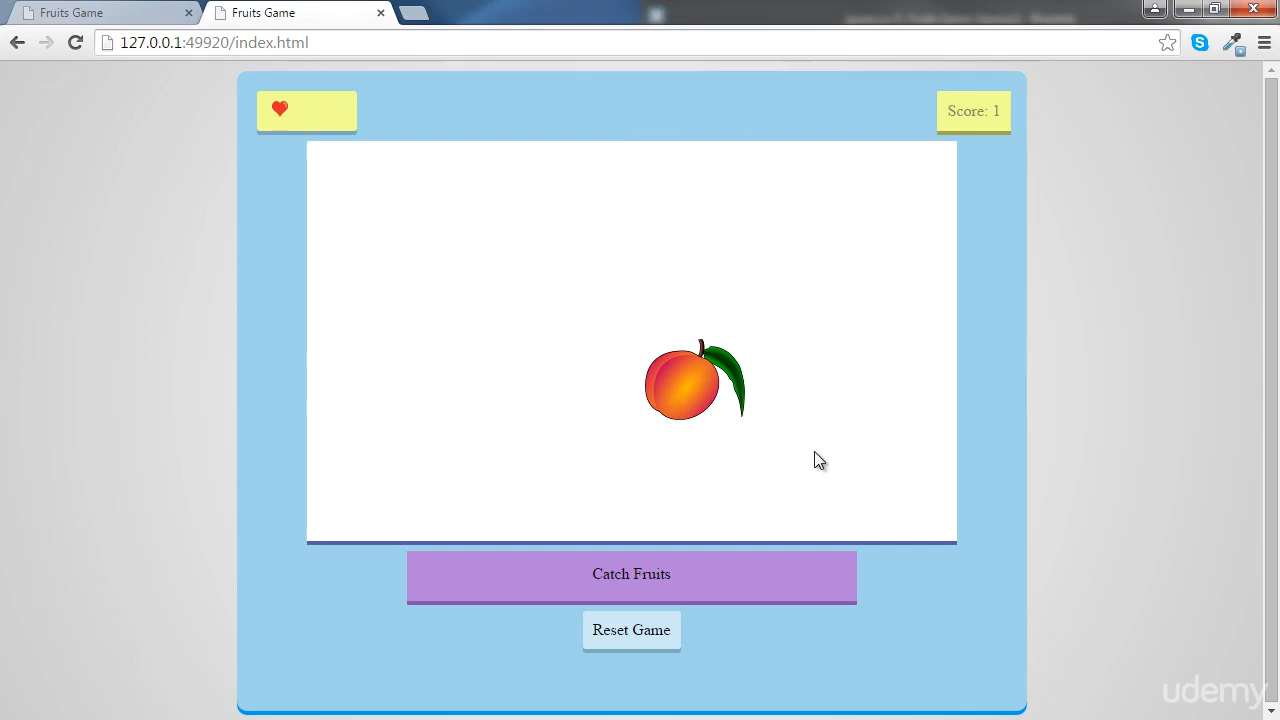 Fruits Game
Fruits Game
127.0.0.1:49920/index.html
Score: 1
Catch Fruits
Reset Game
udemy